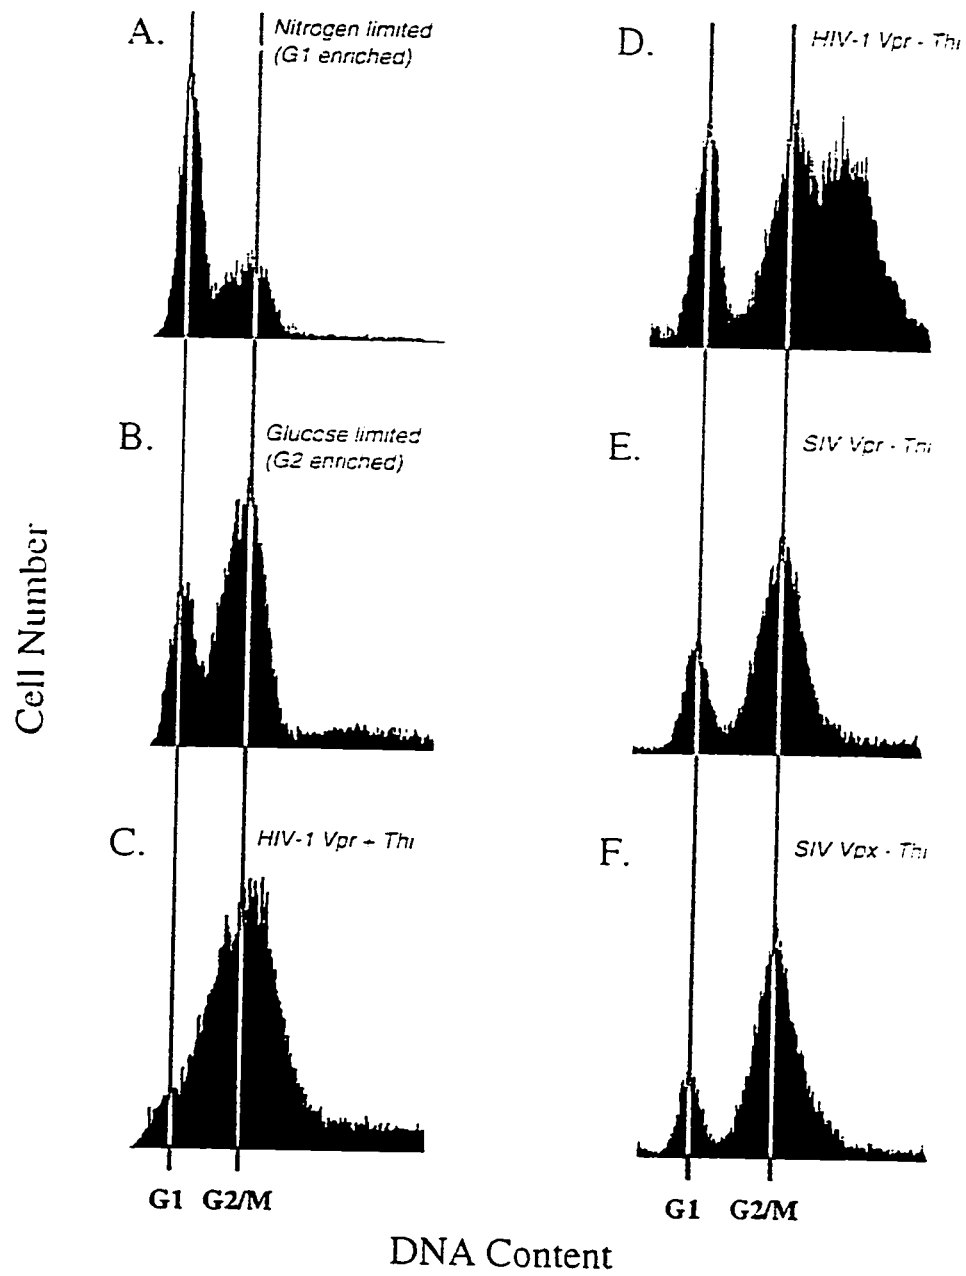 A.
Nitrogen limited
(G1 enriched)
D.
HIV-1 Vpr - Thi
B.
Glucose limited
(G2 enriched)
E.
SIV Vpr - Thi
Cell Number
C.
HIV-1 Vpr + Thi
F.
SIV Vpx - Thi
G1 G2/M
G1 G2/M
DNA Content